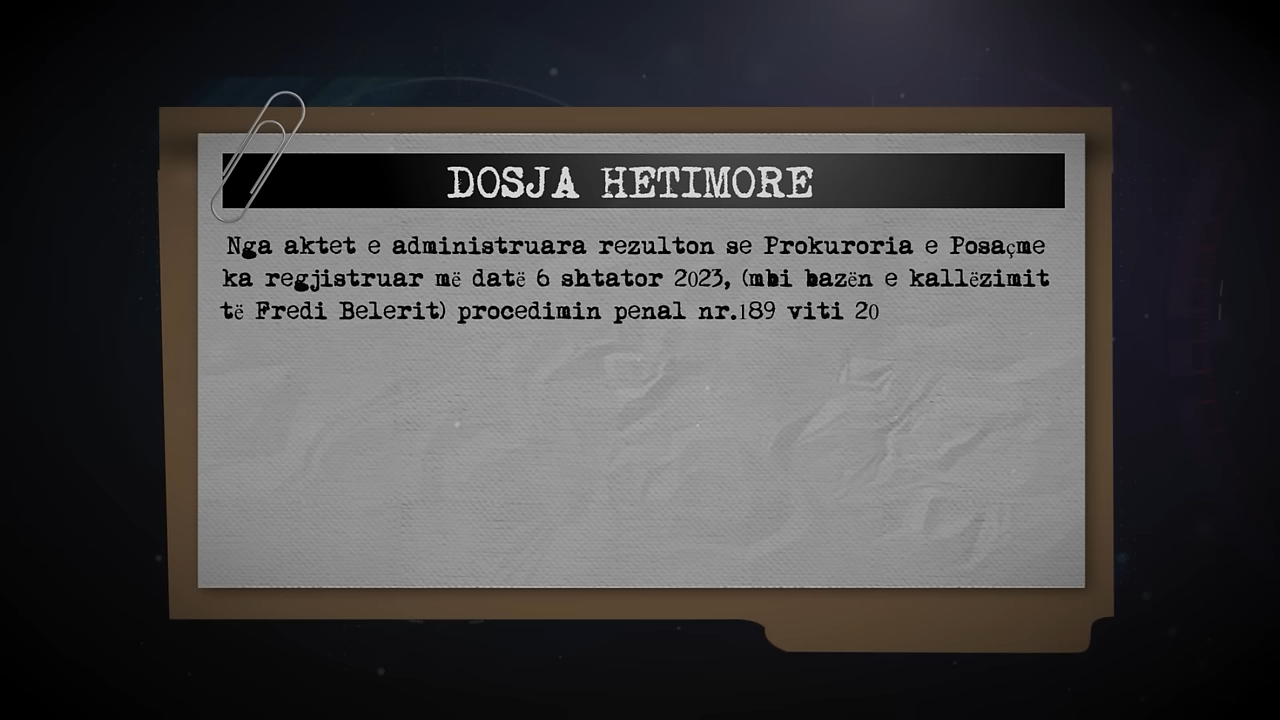 DOSJA HETIMORE
Nga aktet e administruara rezulton se Prokuroria e Posaçme
ka regjistruar më datë 6 shtator 2023, (mbi bazën e kallëzimit
të Fredi Belerit) procedimin penal nr.189 viti 20